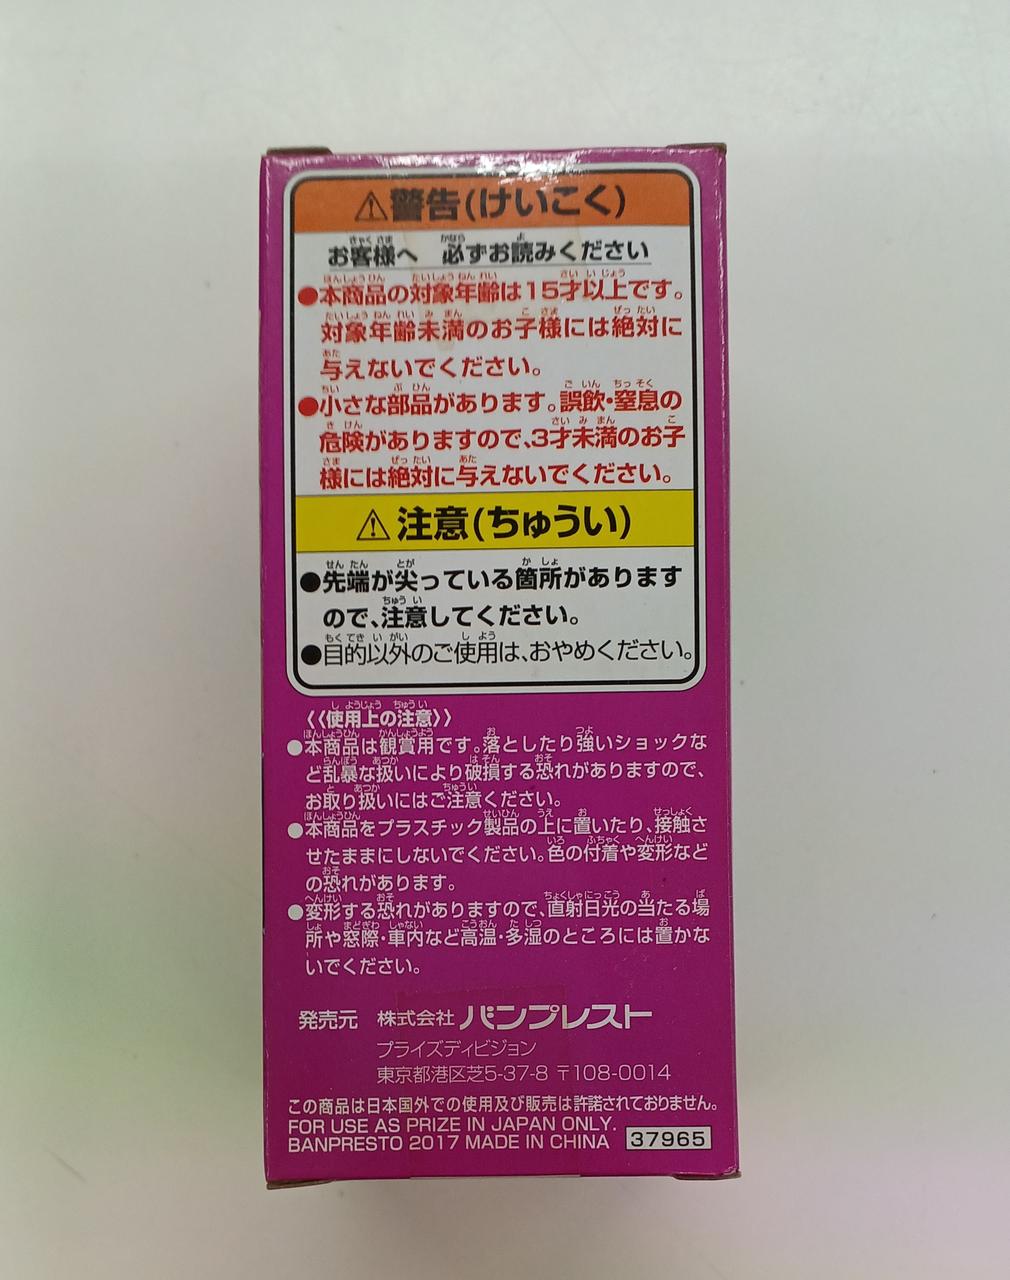 ⚠警告(けいこく)
お客様へ 必ずお読みください
●本商品の対象年齢は15才以上です。
対象年齢未満のお子様には絶対に
与えないでください。
●小さな部品があります。誤飲・窒息の
危険がありますので、3才未満のお子
様には絶対に与えないでください。
⚠注意(ちゅうい)
●先端が尖っている箇所があります
ので、注意してください。
●目的以外のご使用は、おやめください。
《使用上の注意》
●本商品は観賞用です。落としたり強いショックな
ど乱暴な扱いにより破損する恐れがありますので、
お取り扱いにはご注意ください。
●本商品をプラスチック製品の上に置いたり、接触さ
せたままにしないでください。色の付着や変形など
の恐れがあります。
●変形する恐れがありますので、直射日光の当たる場
所や窓際・車内など高温・多湿のところには置かな
いでください。
発売元 株式会社バンプレスト
プライズディビジョン
東京都港区芝5-37-8 〒108-0014
この商品は日本国外での使用及び販売は許諾されておりません。
FOR USE AS PRIZE IN JAPAN ONLY.
BANPRESTO 2017 MADE IN CHINA 37965